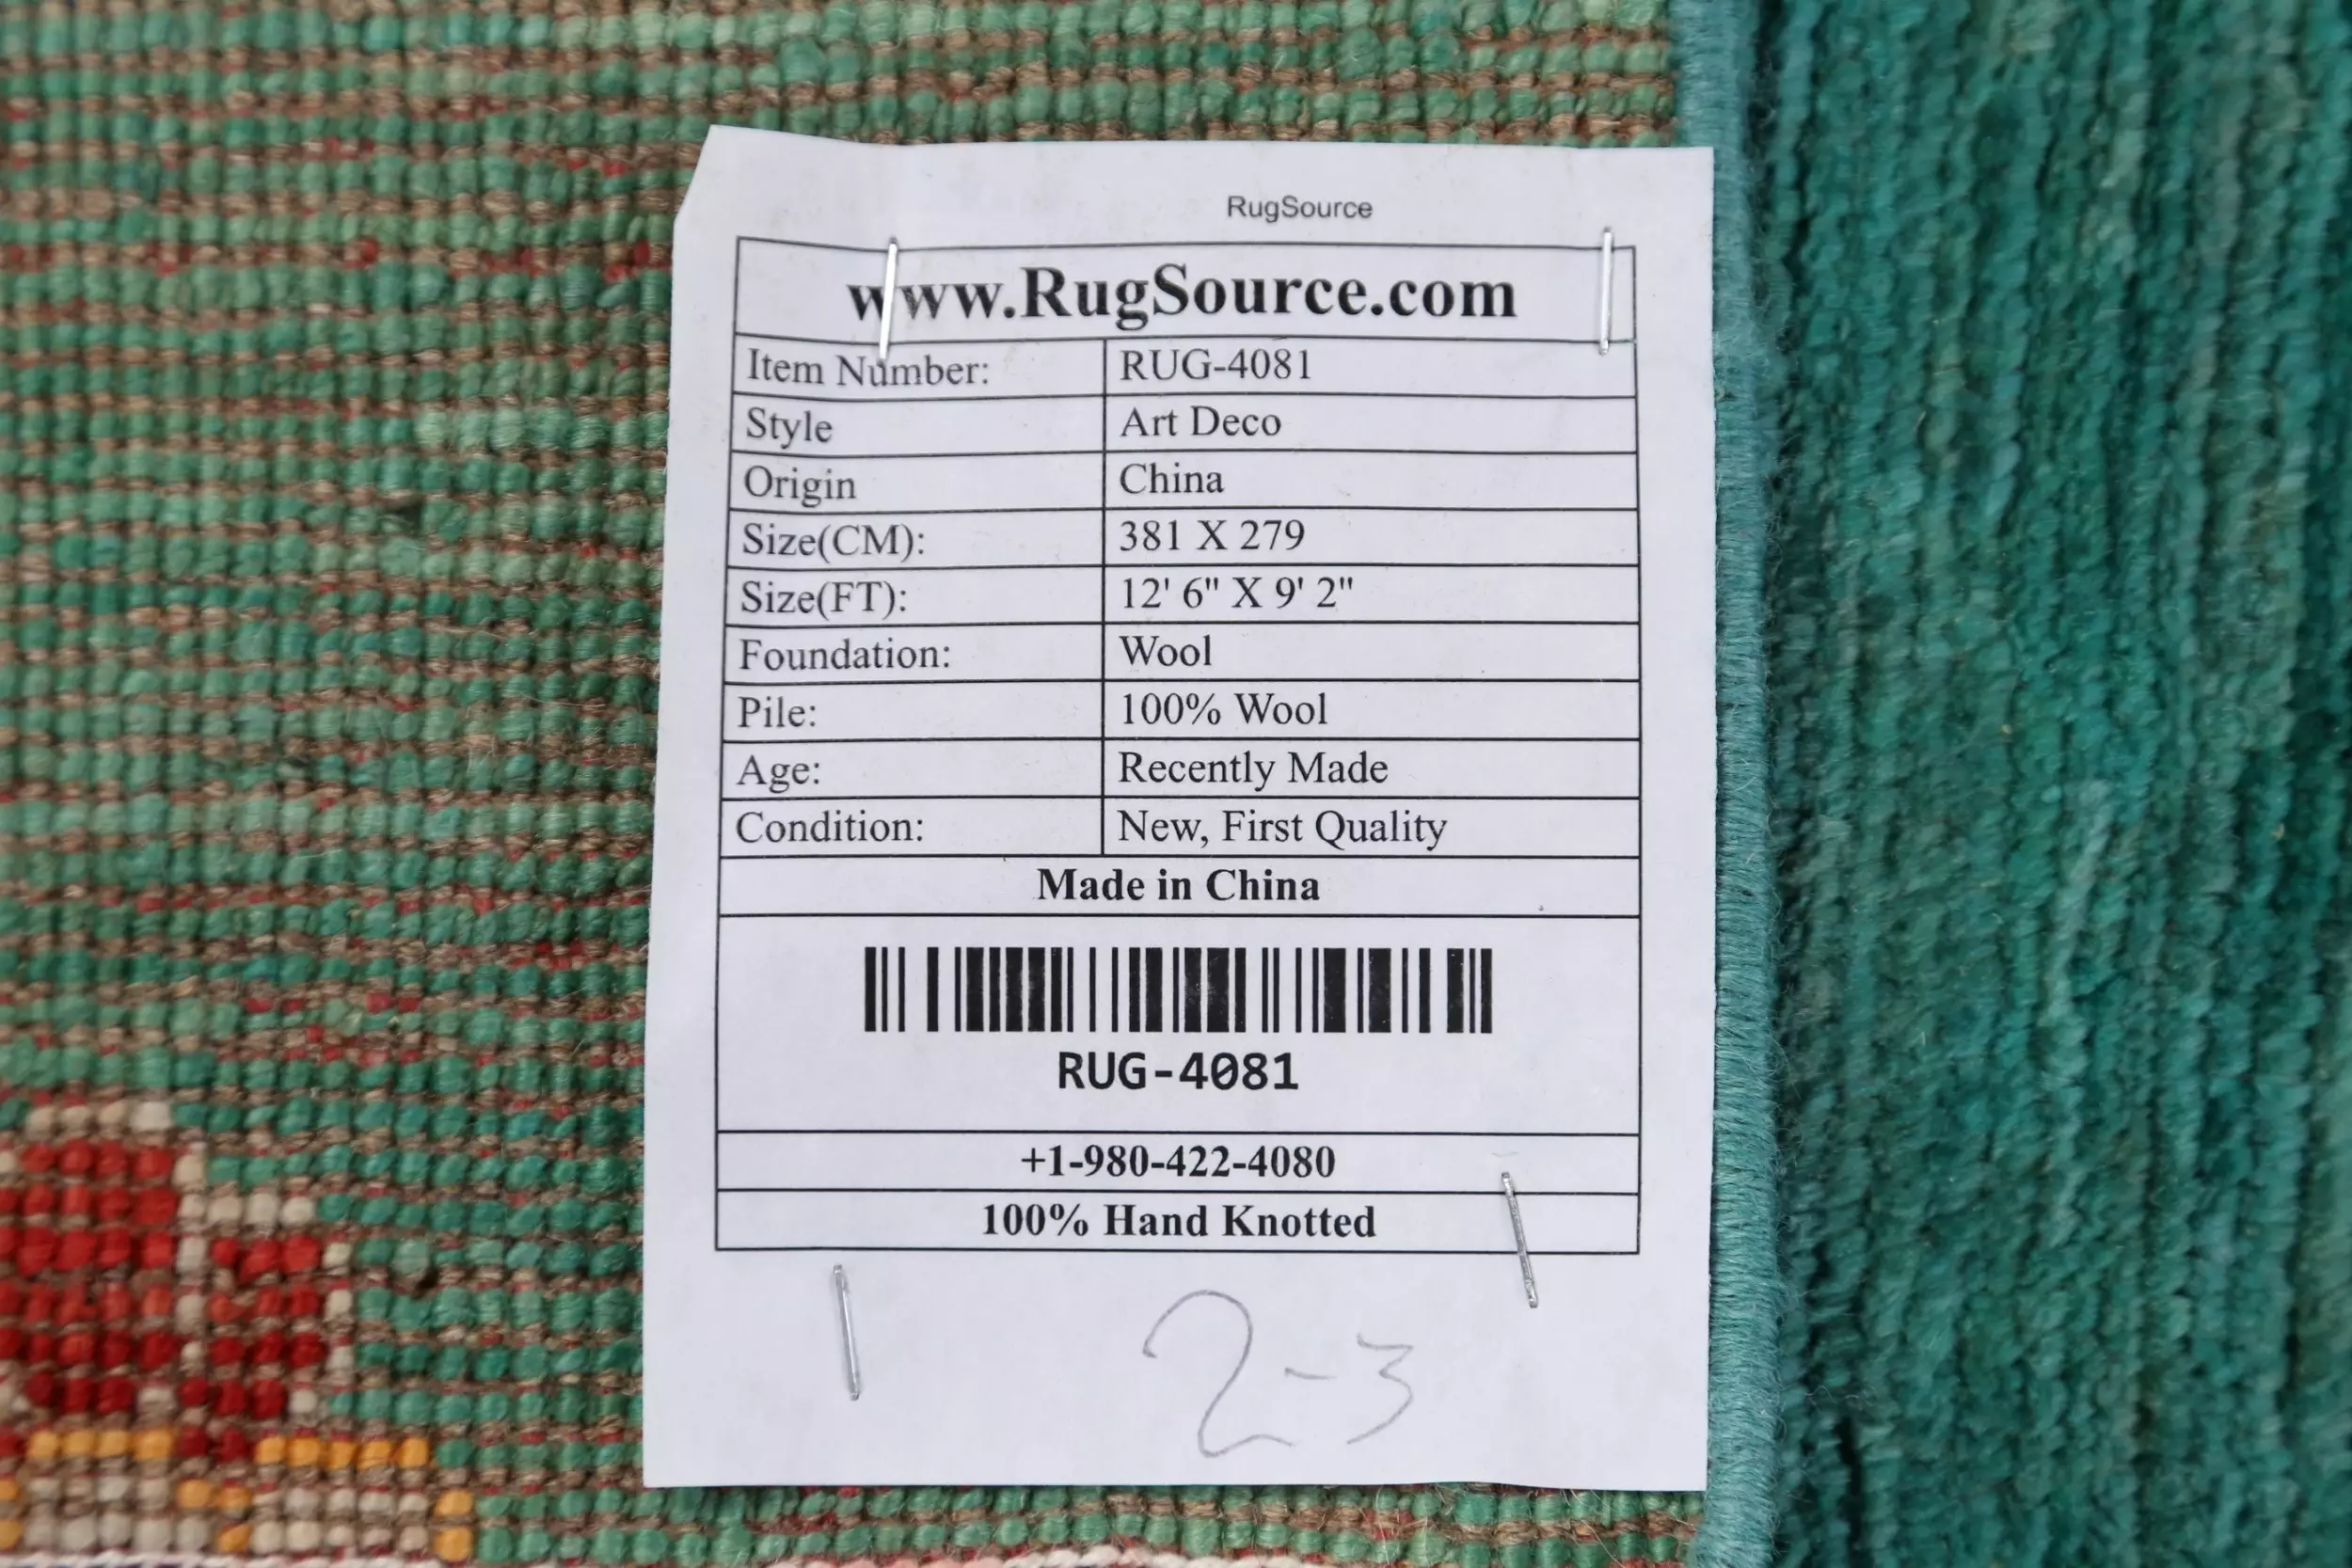 RugSource
www.RugSource.com
Item Number: RUG-4081
Style Art Deco
Origin China
Size(CM): 381 X 279
Size(FT): 12' 6" X 9' 2"
Foundation: Wool
Pile: 100% Wool
Age: Recently Made
Condition: New, First Quality
Made in China
RUG-4081
+1-980-422-4080
100% Hand Knotted
2-3